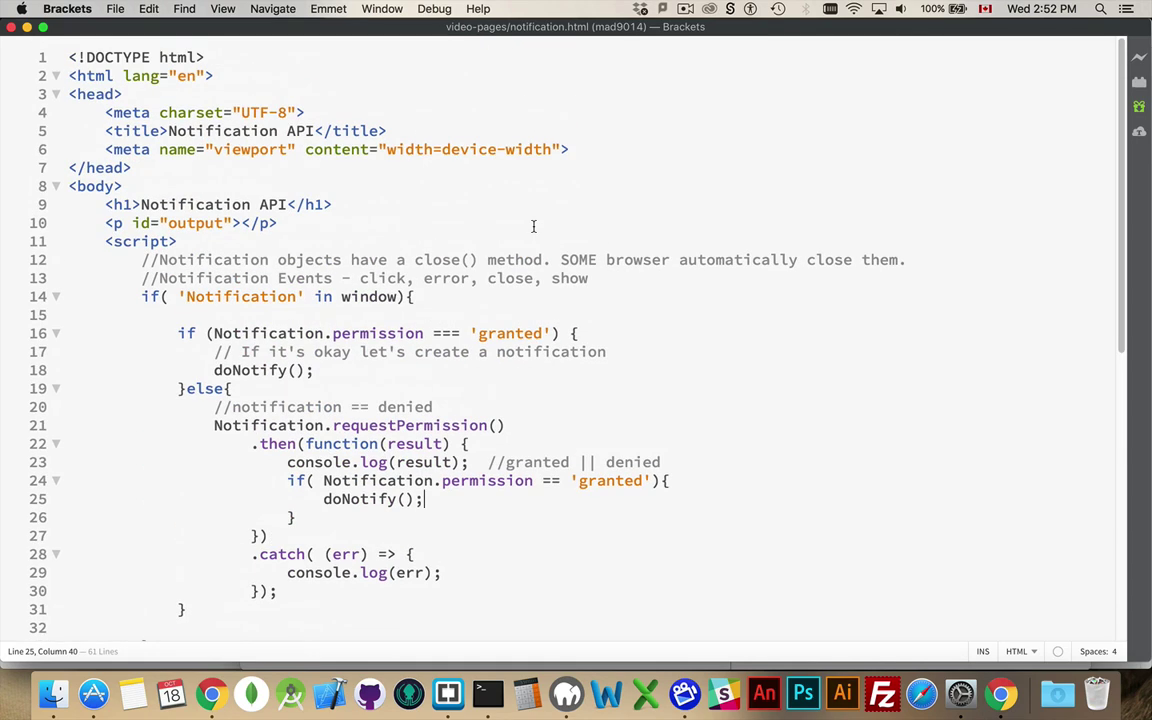 Brackets File Edit Find View Navigate Emmet Window Debug Help 100% Wed 2:52 PM
video-pages/notification.html (mad9014) — Brackets
1 <!DOCTYPE html>
2 <html lang="en">
3 <head>
4 <meta charset="UTF-8">
5 <title>Notification API</title>
6 <meta name="viewport" content="width=device-width">
7 </head>
8 <body>
9 <h1>Notification API</h1>
10 <p id="output"></p>
11 <script>
12 //Notification objects have a close() method. SOME browser automatically close them.
13 //Notification Events - click, error, close, show
14 if( 'Notification' in window){
15
16 if (Notification.permission === 'granted') {
17 // If it's okay let's create a notification
18 doNotify();
19 }else{
20 //notification == denied
21 Notification.requestPermission()
22 .then(function(result) {
23 console.log(result); //granted || denied
24 if( Notification.permission == 'granted'){
25 doNotify();
26 }
27 })
28 .catch( (err) => {
29 console.log(err);
30 });
31 }
32
Line 25, Column 40 — 61 Lines INS HTML Spaces: 4
OCT 18 An Ps Ai Fz